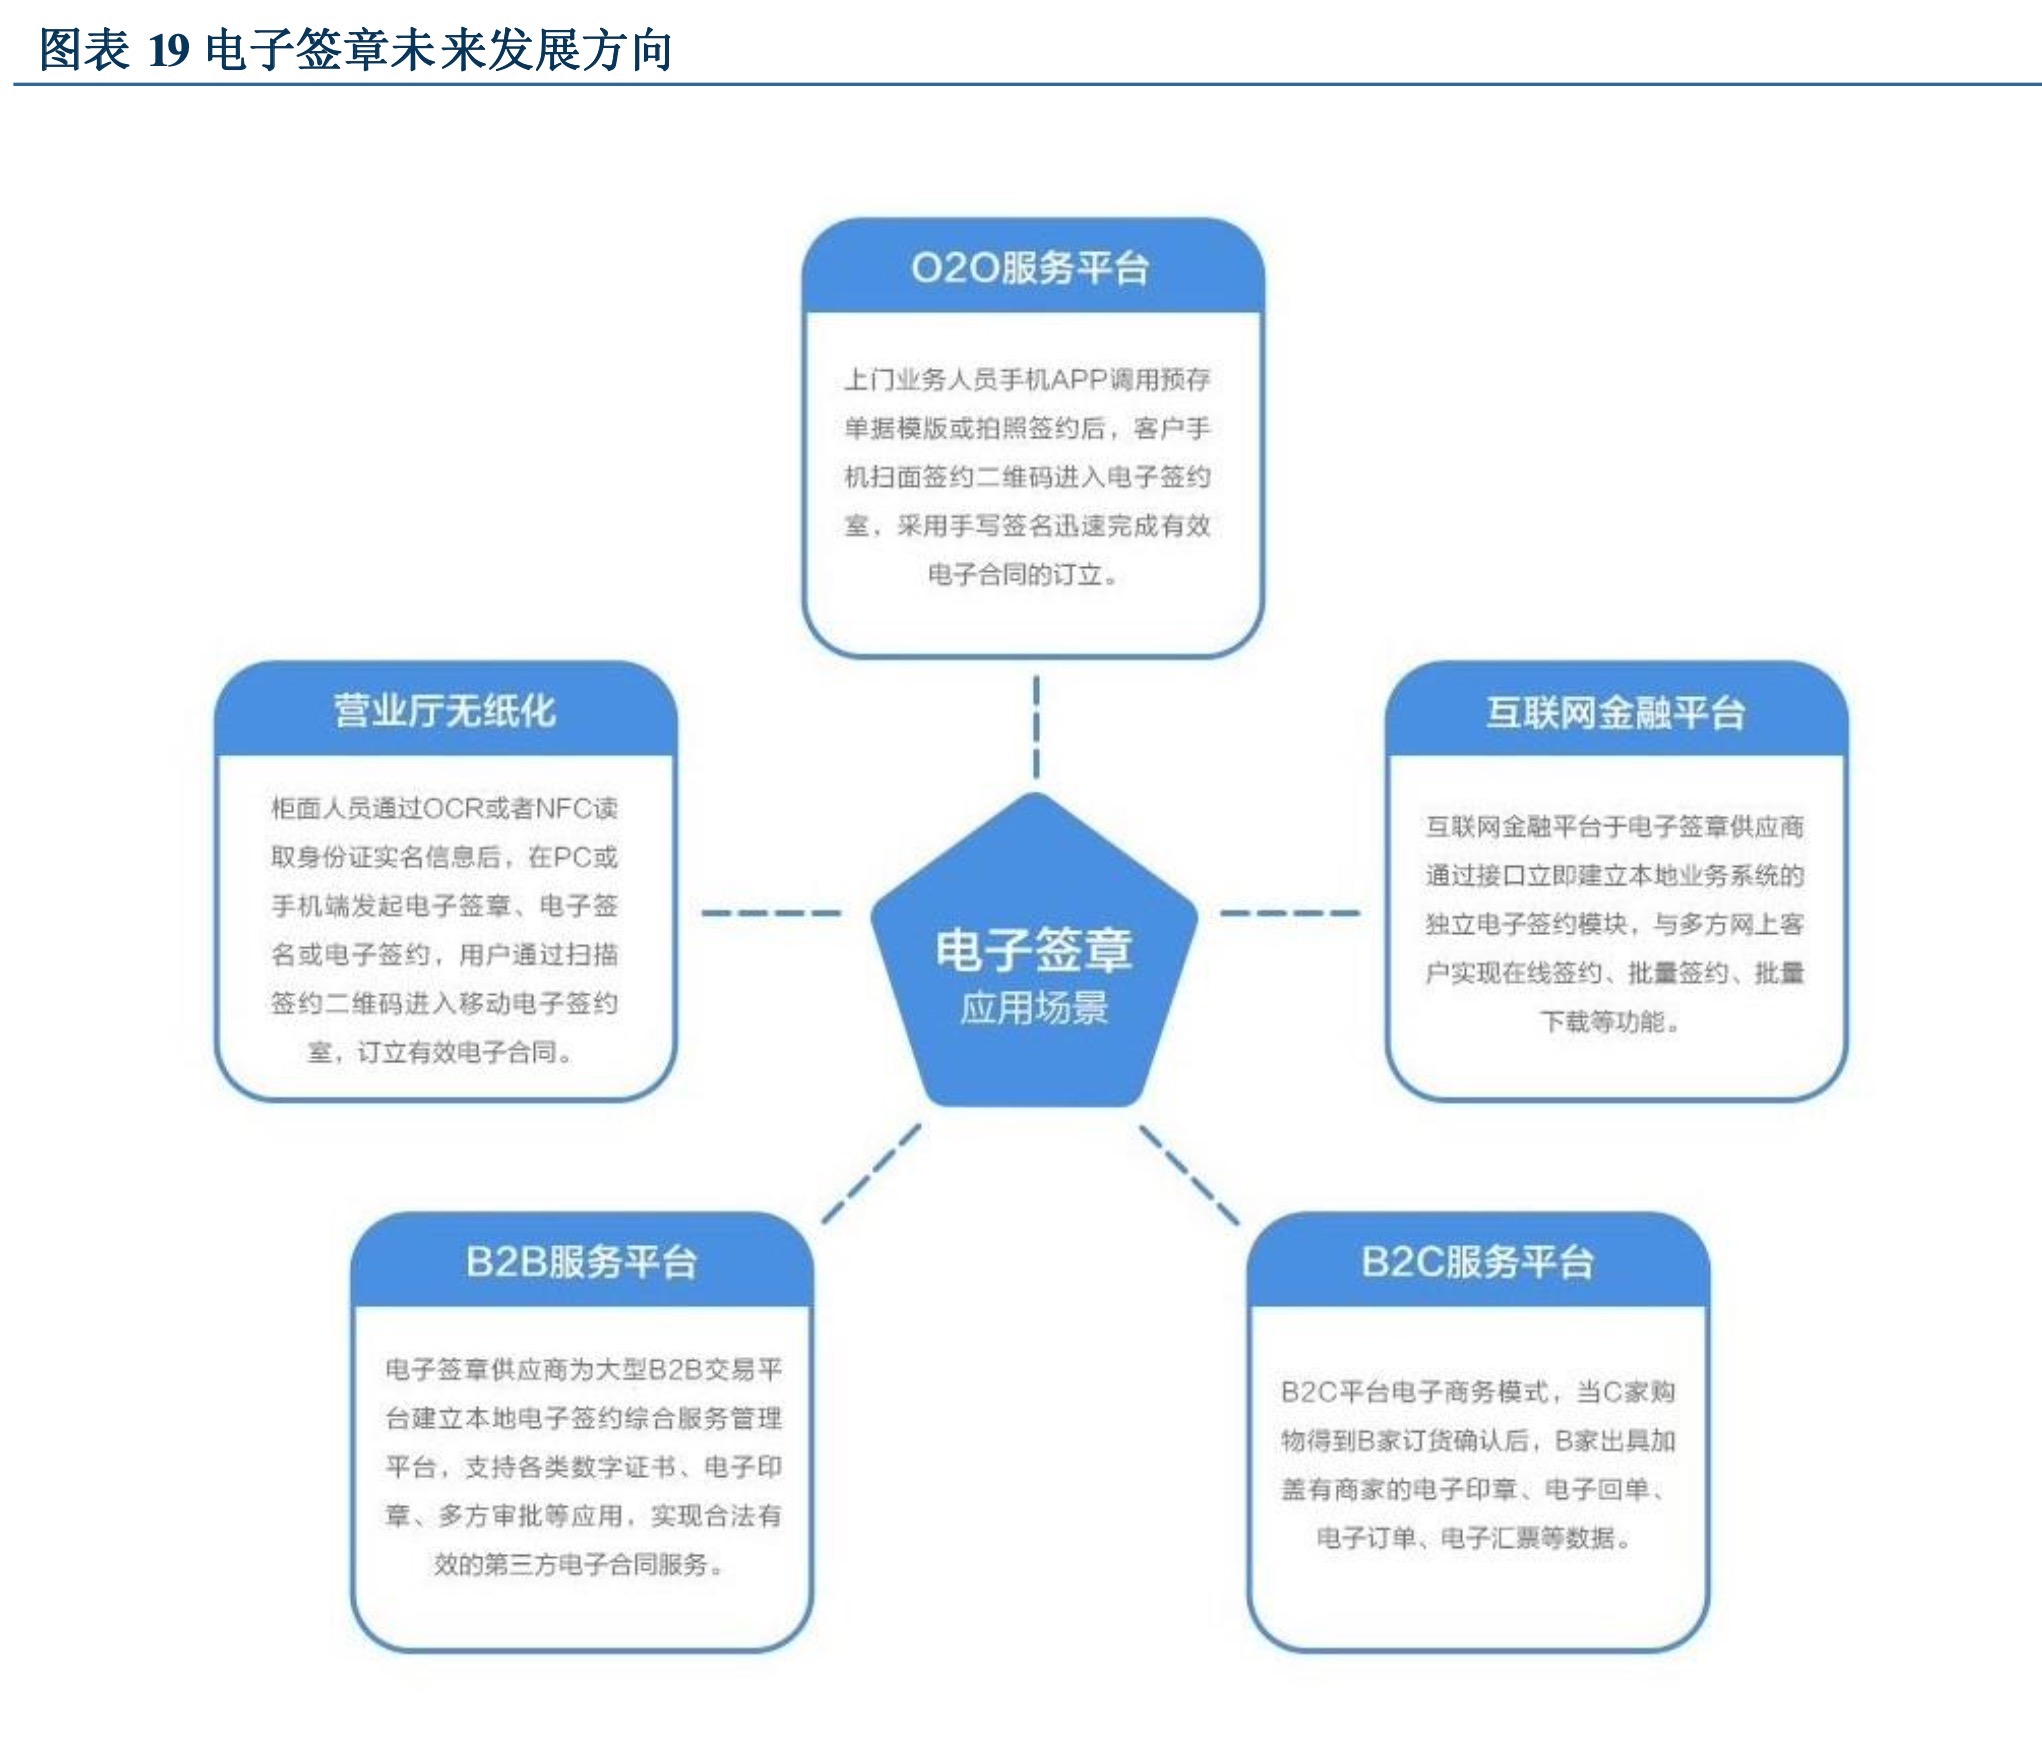 图表 19 电子签章未来发展方向
O2O服务平台
上门业务人员手机APP调用预存
单据模版或拍照签约后，客户手
机扫面签约二维码进入电子签约
室，采用手写签名迅速完成有效
电子合同的订立。
营业厅无纸化
柜面人员通过OCR或者NFC读
取身份证实名信息后，在PC或
手机端发起电子签章、电子签
名或电子签约，用户通过扫描
签约二维码进入移动电子签约
室，订立有效电子合同。
互联网金融平台
互联网金融平台于电子签章供应商
通过接口立即建立本地业务系统的
独立电子签约模块，与多方网上客
户实现在线签约、批量签约、批量
下载等功能。
电子签章
应用场景
B2B服务平台
电子签章供应商为大型B2B交易平
台建立本地电子签约综合服务管理
平台，支持各类数字证书、电子印
章、多方审批等应用，实现合法有
效的第三方电子合同服务。
B2C服务平台
B2C平台电子商务模式，当C家购
物得到B家订货确认后，B家出具加
盖有商家的电子印章、电子回单、
电子订单、电子汇票等数据。